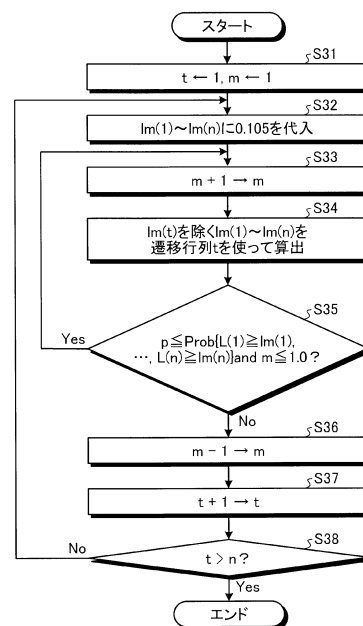 スタート
S31
t ← 1, m ← 1
S32
lm(1)～lm(n)に0.105を代入
S33
m + 1 → m
S34
lm(t)を除くlm(1)～lm(n)を
遷移行列tを使って算出
S35
Yes
p≦Prob[L(1)≧lm(1),
…, L(n)≧lm(n)]and m≦1.0?
No
S36
m − 1 → m
S37
t + 1 → t
S38
No
t > n?
Yes
エンド